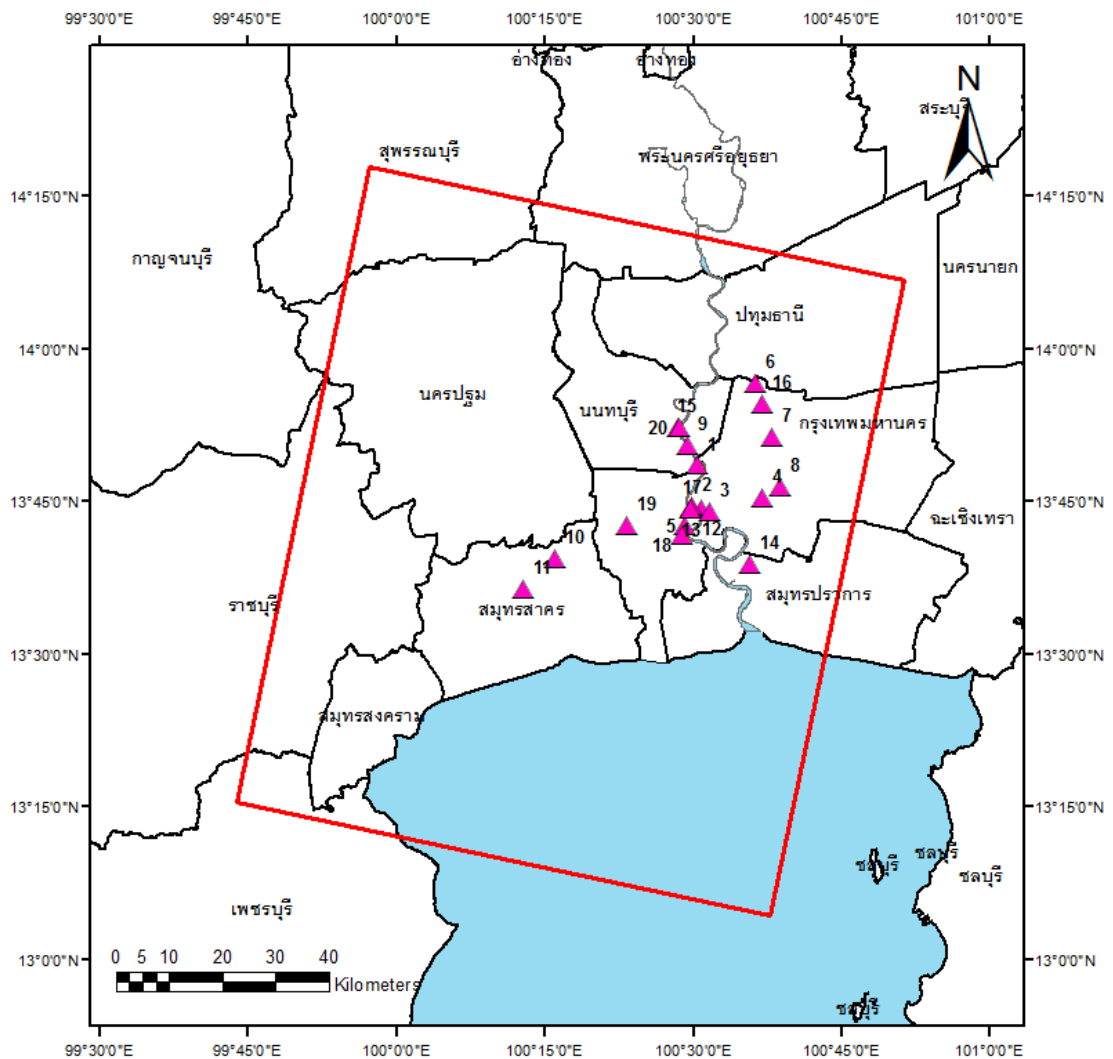 99°30'0"E 99°45'0"E 100°0'0"E 100°15'0"E 100°30'0"E 100°45'0"E 101°0'0"E
อ่างทอง อ่างทอง
N
สระบุรี
สุพรรณบุรี พระนครศรีอยุธยา
14°15'0"N 14°15'0"N
กาญจนบุรี นครนายก
ปทุมธานี
14°0'0"N 14°0'0"N
6
16
นครปฐม นนทบุรี 15 7 กรุงเทพมหานคร
20 9
1
8
4
13°45'0"N 17 2 3 13°45'0"N
19 ฉะเชิงเทรา
5 13 12
10 18 14
11
ราชบุรี สมุทรสาคร สมุทรปราการ
13°30'0"N 13°30'0"N
สมุทรสงคราม
13°15'0"N 13°15'0"N
ชลบุรี ชลบุรี
ชลบุรี
เพชรบุรี
0 5 10 20 30 40
Kilometers
13°0'0"N 13°0'0"N
ชลบุรี
99°30'0"E 99°45'0"E 100°0'0"E 100°15'0"E 100°30'0"E 100°45'0"E 101°0'0"E